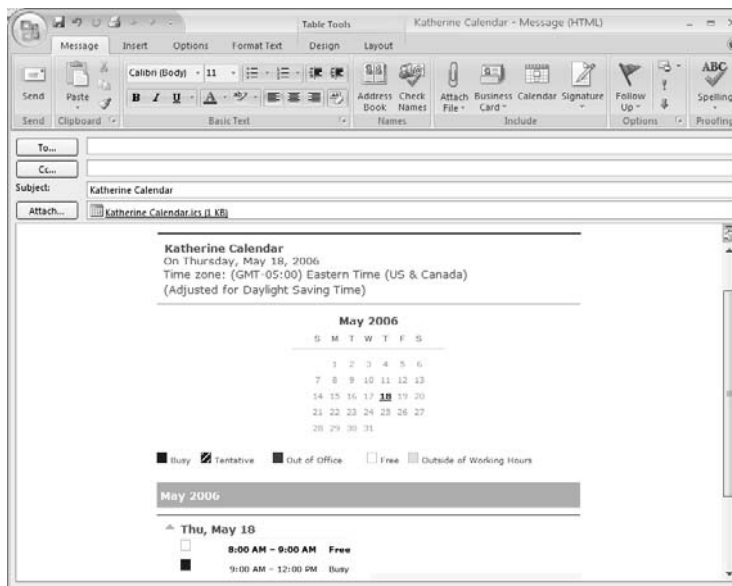 Table Tools
Katherine Calendar - Message (HTML)
Message Insert Options Format Text Design Layout
Calibri (Body) 11
ABC
Send Paste
B I U A ab
Address Book Check Names
Attach File Business Card Calendar Signature
Follow Up
Spelling
Send Clipboard Basic Text Names Include Options Proofing
To...
Cc...
Subject: Katherine Calendar
Attach... Katherine Calendar.ics (1 KB)
Katherine Calendar
On Thursday, May 18, 2006
Time zone: (GMT-05:00) Eastern Time (US & Canada)
(Adjusted for Daylight Saving Time)
May 2006
S M T W T F S
1 2 3 4 5 6
7 8 9 10 11 12 13
14 15 16 17 18 19 20
21 22 23 24 25 26 27
28 29 30 31
Busy Tentative Out of Office Free Outside of Working Hours
May 2006
Thu, May 18
8:00 AM – 9:00 AM Free
9:00 AM – 12:00 PM Busy